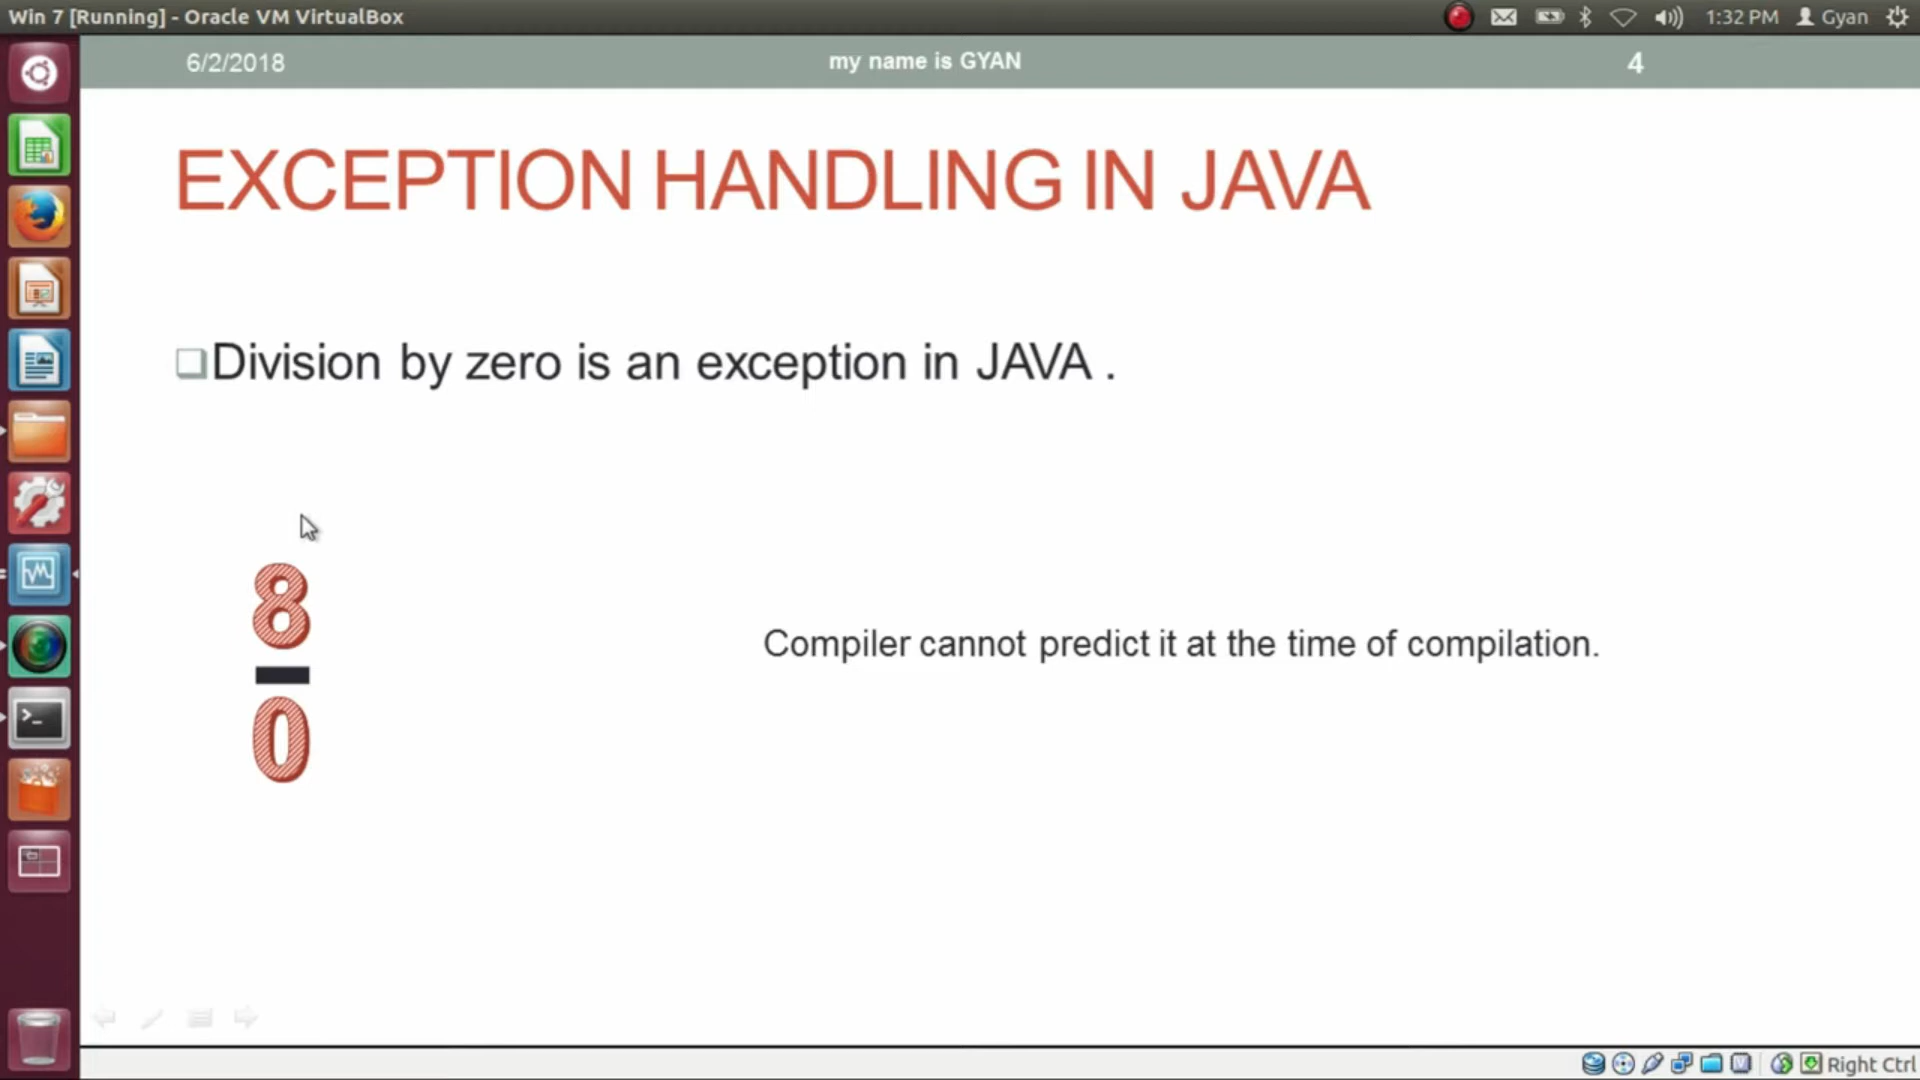 Win 7 [Running] - Oracle VM VirtualBox
1:32 PM
Gyan
6/2/2018
my name is GYAN
4
EXCEPTION HANDLING IN JAVA
Division by zero is an exception in JAVA .
8
0
Compiler cannot predict it at the time of compilation.
Right Ctrl